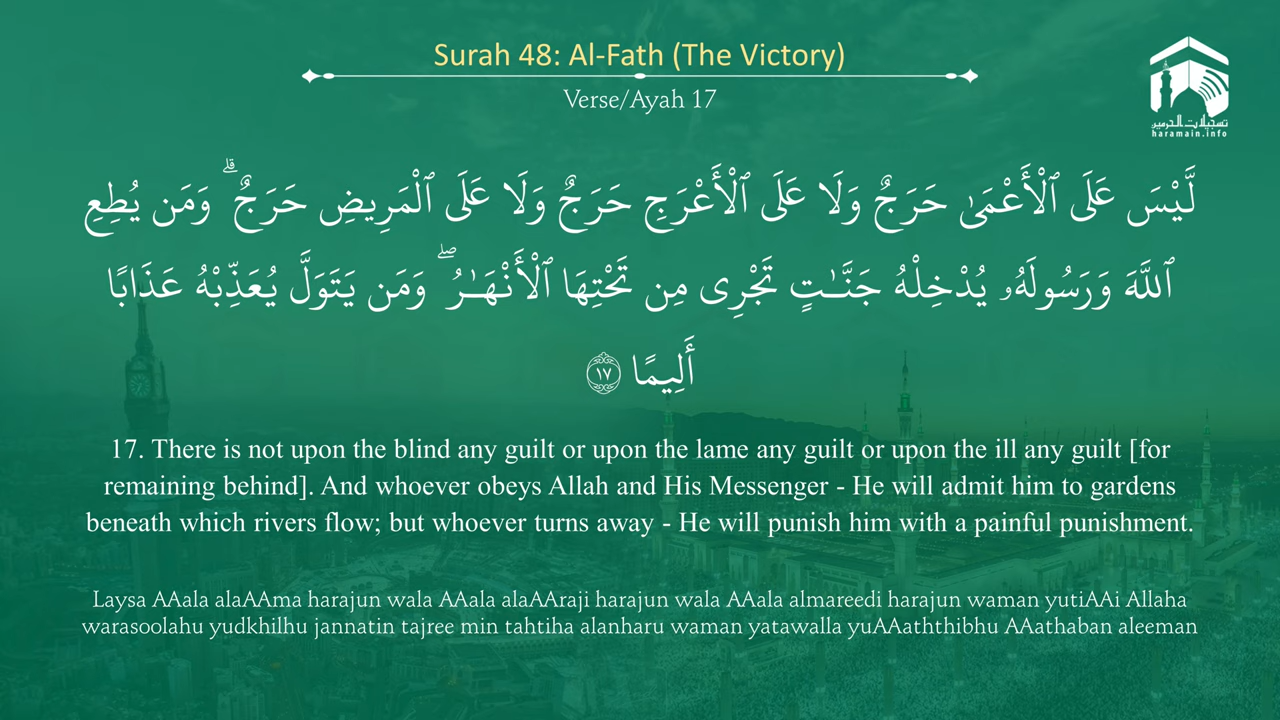 Surah 48: Al-Fath (The Victory)
Verse/Ayah 17
تسجيلات الحرمين
haramain.info
لَّيْسَ عَلَى ٱلْأَعْمَىٰ حَرَجٌ وَلَا عَلَى ٱلْأَعْرَجِ حَرَجٌ وَلَا عَلَى ٱلْمَرِيضِ حَرَجٌ ۗ وَمَن يُطِعِ
ٱللَّهَ وَرَسُولَهُۥ يُدْخِلْهُ جَنَّـٰتٍ تَجْرِى مِن تَحْتِهَا ٱلْأَنْهَـٰرُ ۖ وَمَن يَتَوَلَّ يُعَذِّبْهُ عَذَابًا
أَلِيمًا ١٧
17. There is not upon the blind any guilt or upon the lame any guilt or upon the ill any guilt [for
remaining behind]. And whoever obeys Allah and His Messenger - He will admit him to gardens
beneath which rivers flow; but whoever turns away - He will punish him with a painful punishment.
Laysa AAala alaAAma harajun wala AAala alaAAraji harajun wala AAala almareedi harajun waman yutiAAi Allaha
warasoolahu yudkhilhu jannatin tajree min tahtiha alanharu waman yatawalla yuAAaththibhu AAathaban aleeman